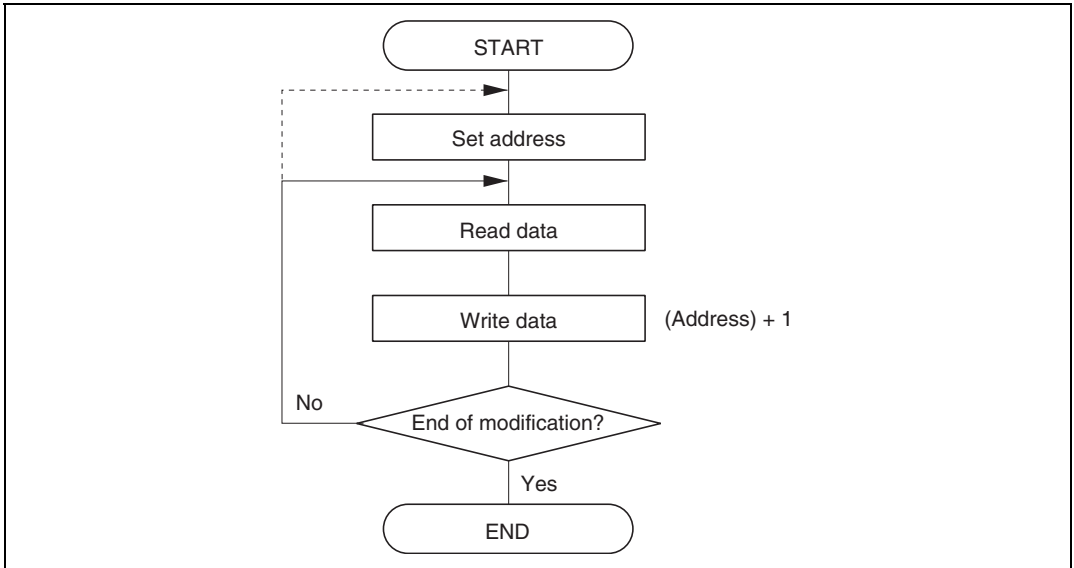 START
Set address
Read data
Write data
(Address) + 1
End of modification?
No
Yes
END